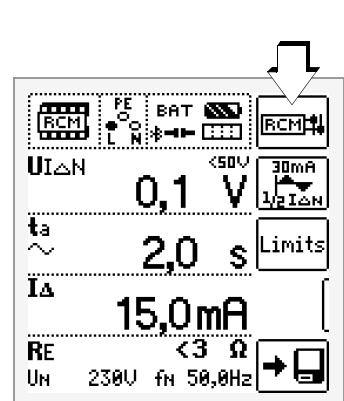 RCM PE L N BAT RCM
UI△N <50V 0,1 V 30mA 1/2 I△N
ta ~ 2,0 s Limits
I△ 15,0mA
RE <3 Ω
UN 230V fN 50,0Hz